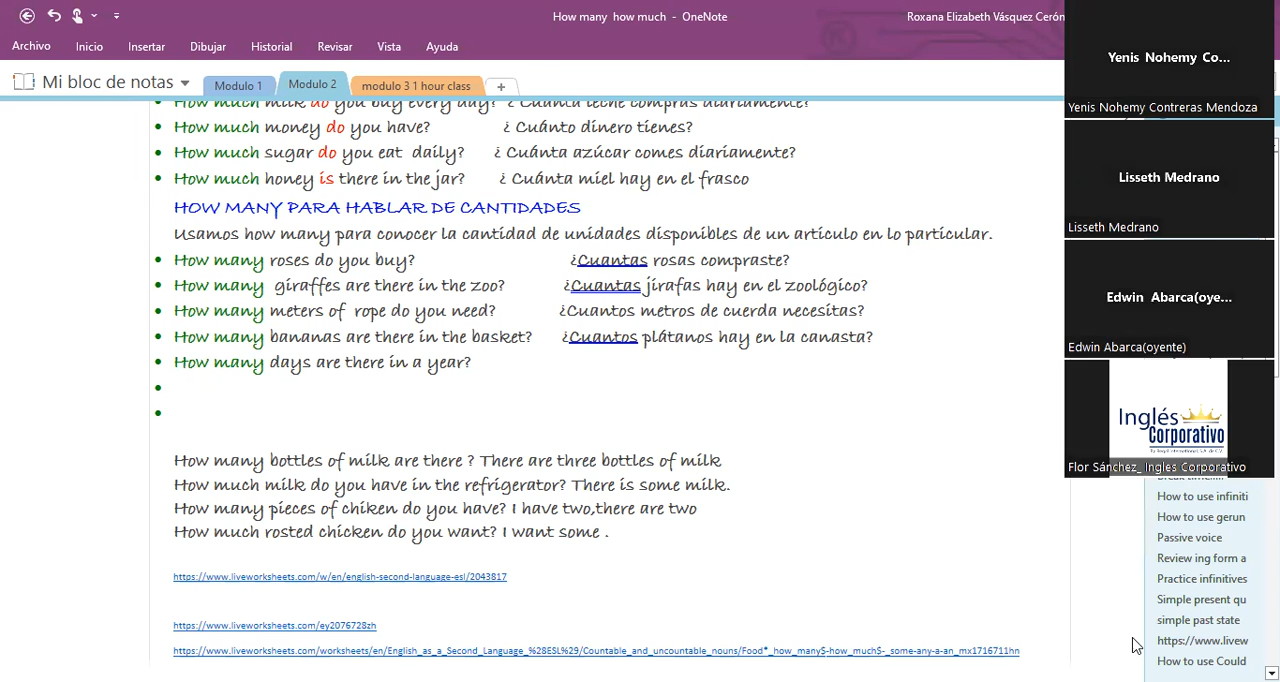 How many  how much - OneNote
Roxana Elizabeth Vásquez Cerón
Archivo Inicio Insertar Dibujar Historial Revisar Vista Ayuda
Mi bloc de notas Modulo 1 Modulo 2 modulo 3 1 hour class +
How much milk do you buy every day? ¿ Cuánta leche compras diariamente?
• How much money do you have? ¿ Cuánto dinero tienes?
• How much sugar do you eat  daily? ¿ Cuánta azúcar comes diariamente?
• How much honey is there in the jar? ¿ Cuánta miel hay en el frasco
HOW MANY PARA HABLAR DE CANTIDADES
Usamos how many para conocer la cantidad de unidades disponibles de un artículo en lo particular.
• How many roses do you buy? ¿Cuantas rosas compraste?
• How many  giraffes are there in the zoo? ¿Cuantas jirafas hay en el zoológico?
• How many meters of  rope do you need? ¿Cuantos metros de cuerda necesitas?
• How many bananas are there in the basket? ¿Cuantos plátanos hay en la canasta?
• How many days are there in a year?
•
•
How many bottles of milk are there ? There are three bottles of milk
How much milk do you have in the refrigerator? There is some milk.
How many pieces of chiken do you have? I have two,there are two
How much rosted chicken do you want? I want some .
https://www.liveworksheets.com/w/en/english-second-language-esl/2043817
https://www.liveworksheets.com/ey2076728zh
https://www.liveworksheets.com/worksheets/en/English_as_a_Second_Language_%28ESL%29/Countable_and_uncountable_nouns/Food*_how_many$-how_much$-_some-any-a-an_mx1716711hn
Yenis Nohemy Co...
Yenis Nohemy Contreras Mendoza
Lisseth Medrano
Lisseth Medrano
Edwin  Abarca(oye...
Edwin Abarca(oyente)
Inglés
Corporativo
Flor Sánchez_ Inglés Corporativo
How to use infiniti
How to use gerun
Passive voice
Review ing form a
Practice infinitives
Simple present qu
simple past state
https://www.livew
How to use Could